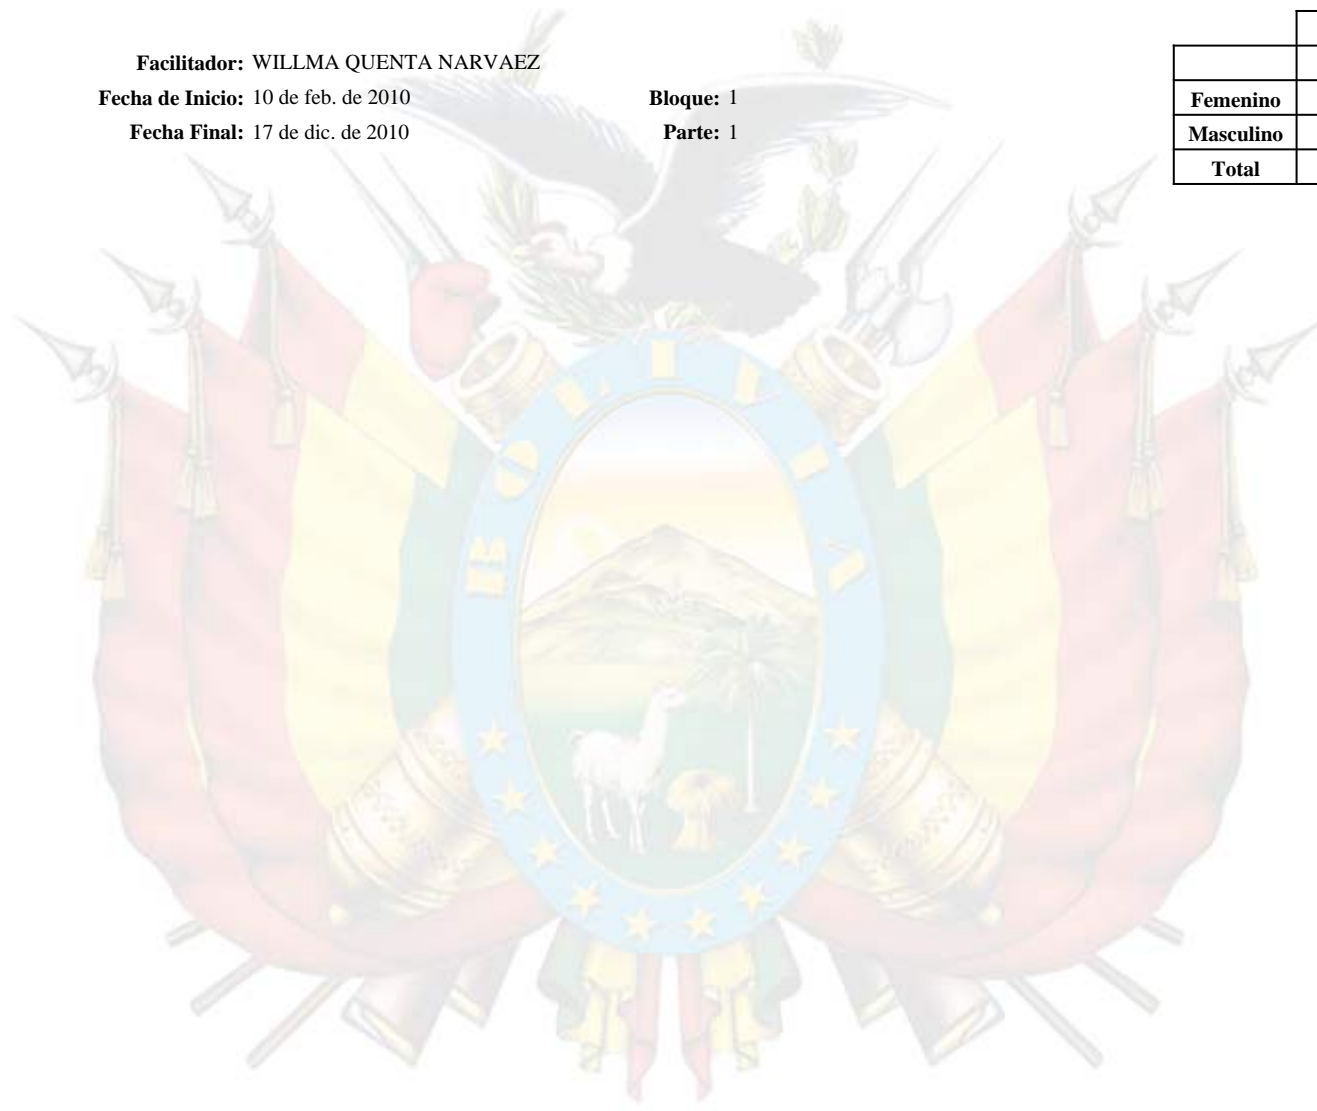 Facilitador: WILLMA QUENTA NARVAEZ
Fecha de Inicio: 10 de feb. de 2010 Bloque: 1
Fecha Final: 17 de dic. de 2010 Parte: 1
Femenino
Masculino
Total
BOLIVIA